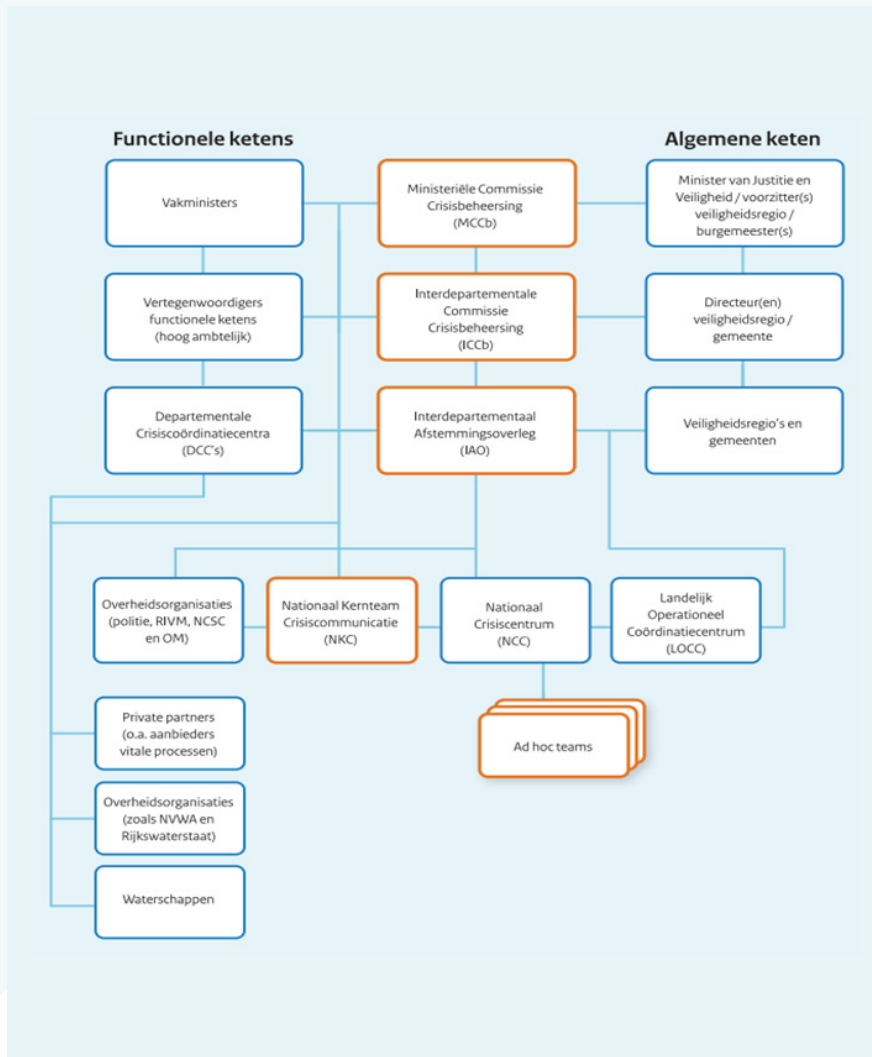 Functionele ketens
Algemene keten
Vakministers
Ministeriële Commissie
Crisisbeheersing
(MCCb)
Minister van Justitie en
Veiligheid / voorzitter(s)
veiligheidsregio /
burgemeester(s)
Vertegenwoordigers
functionele ketens
(hoog ambtelijk)
Interdepartementale
Commissie
Crisisbeheersing
(ICCb)
Directeur(en)
veiligheidsregio /
gemeente
Departementale
Crisiscoördinatiecentra
(DCC's)
Interdepartementaal
Afstemmingsoverleg
(IAO)
Veiligheidsregio's en
gemeenten
Overheidsorganisaties
(politie, RIVM, NCSC
en OM)
Nationaal Kernteam
Crisiscommunicatie
(NKC)
Nationaal
Crisiscentrum
(NCC)
Landelijk
Operationeel
Coördinatiecentrum
(LOCC)
Private partners
(o.a. aanbieders
vitale processen)
Ad hoc teams
Overheidsorganisaties
(zoals NVWA en
Rijkswaterstaat)
Waterschappen